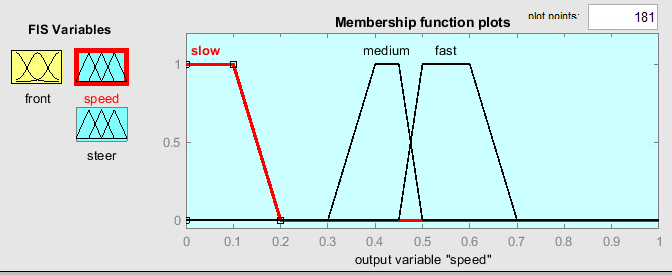 FIS Variables
Membership function plots
plot points:
181
slow
medium
fast
front
speed
steer
1
0.5
0
0
0.1
0.2
0.3
0.4
0.5
0.6
0.7
0.8
0.9
1
output variable "speed"